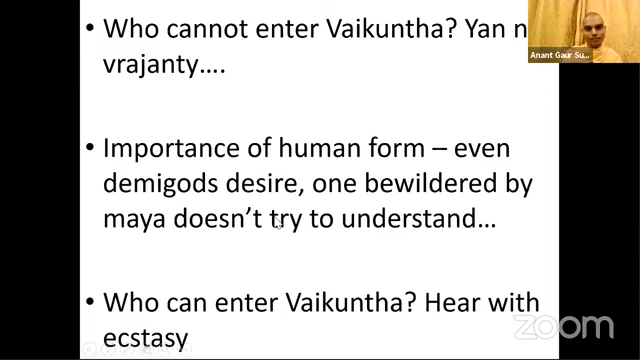 • Who cannot enter Vaikuntha? Yan n
vrajanty....
Anant Gaur Su...
• Importance of human form – even
demigods desire, one bewildered by
maya doesn't try to understand...
• Who can enter Vaikuntha? Hear with
ecstasy
zoom